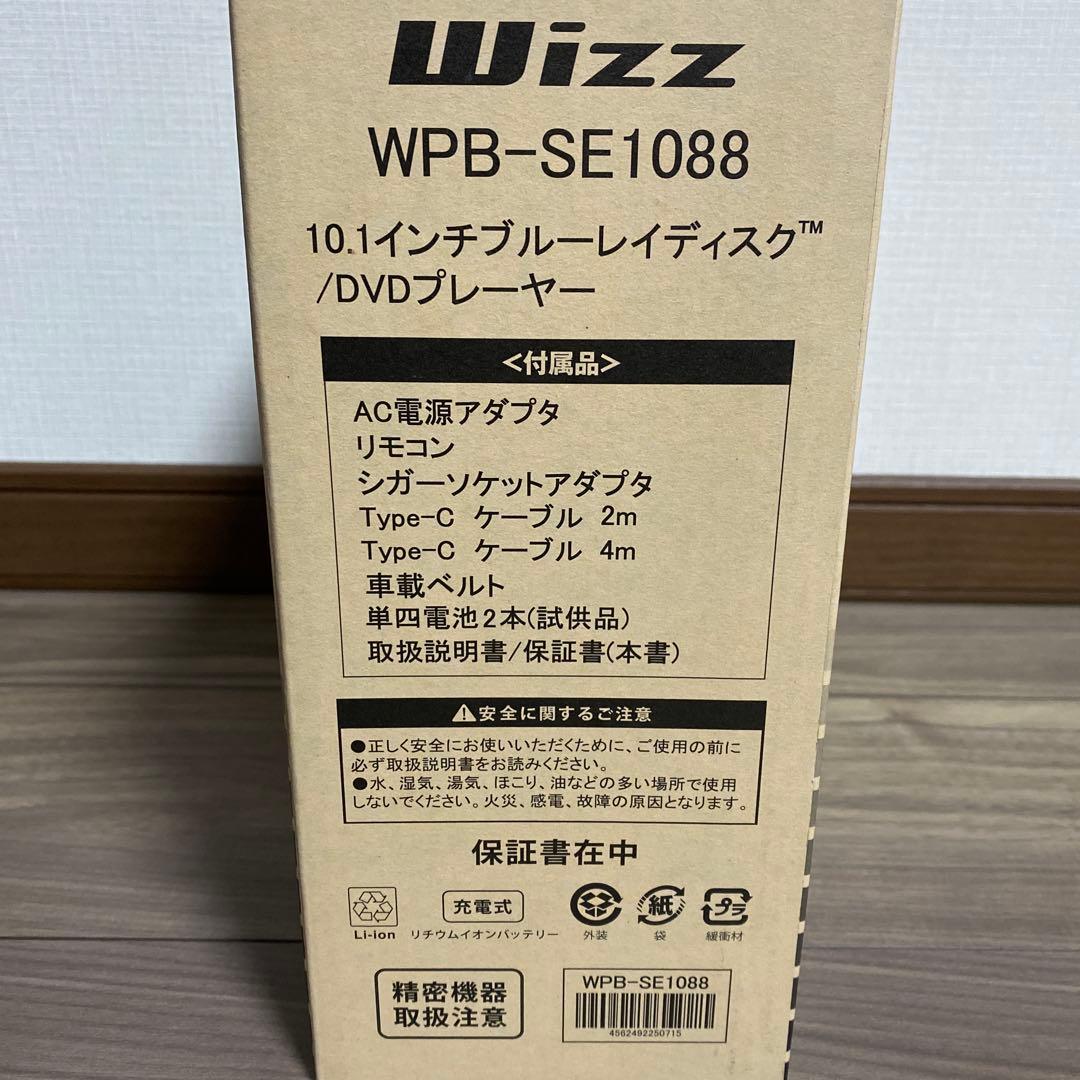 Wizz
WPB-SE1088
10.1インチブルーレイディスク™
/DVDプレーヤー
<付属品>
AC電源アダプタ
リモコン
シガーソケットアダプタ
Type-C ケーブル 2m
Type-C ケーブル 4m
車載ベルト
単四電池2本(試供品)
取扱説明書/保証書(本書)
安全に関するご注意
●正しく安全にお使いいただくために、ご使用の前に
必ず取扱説明書をお読みください。
●水、湿気、湯気、ほこり、油などの多い場所で使用
しないでください。火災、感電、故障の原因となります。
保証書在中
Li-ion
充電式
リチウムイオンバッテリー
外装
紙
袋
プラ
緩衝材
精密機器
取扱注意
WPB-SE1088
4562492250715